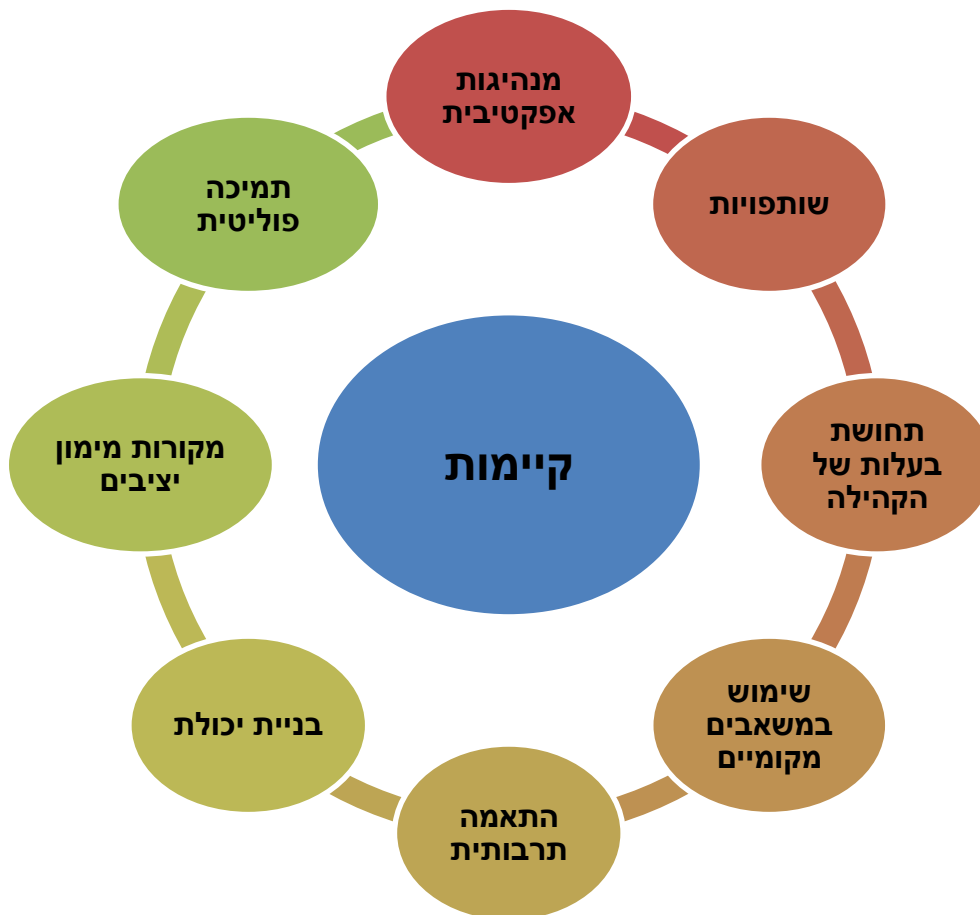 מנהיגות
אפקטיבית
שותפויות
תחושת
בעלות של
הקהילה
שימוש
במשאבים
מקומיים
התאמה
תרבותית
בניית יכולת
מקורות מימון
יציבים
תמיכה
פוליטית
קיימות